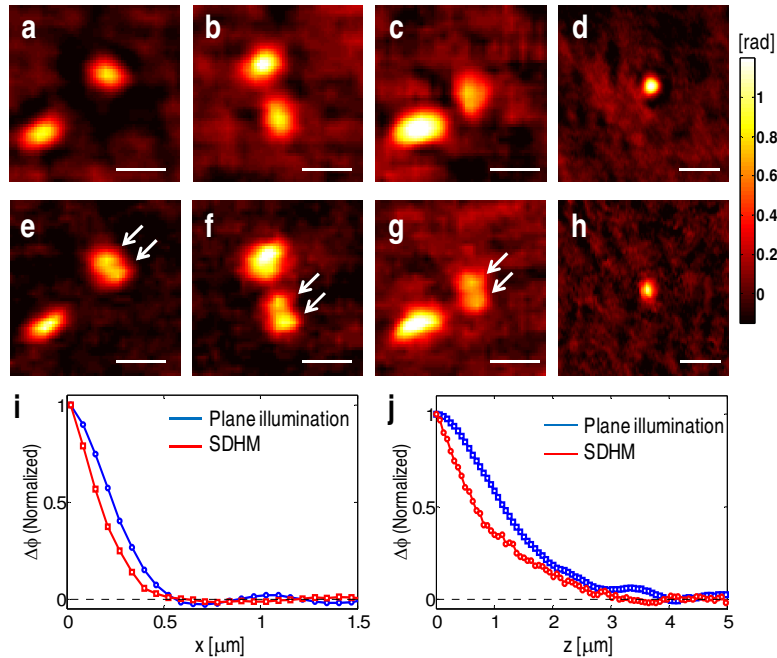 a
b
c
d
[rad]
1
0.8
0.6
0.4
0.2
0
e
f
g
h
i
Plane illumination
SDHM
Δϕ (Normalized)
1
0.5
0
0
0.5
1
1.5
x [μm]
j
Plane illumination
SDHM
Δϕ (Normalized)
1
0.5
0
0
1
2
3
4
5
z [μm]